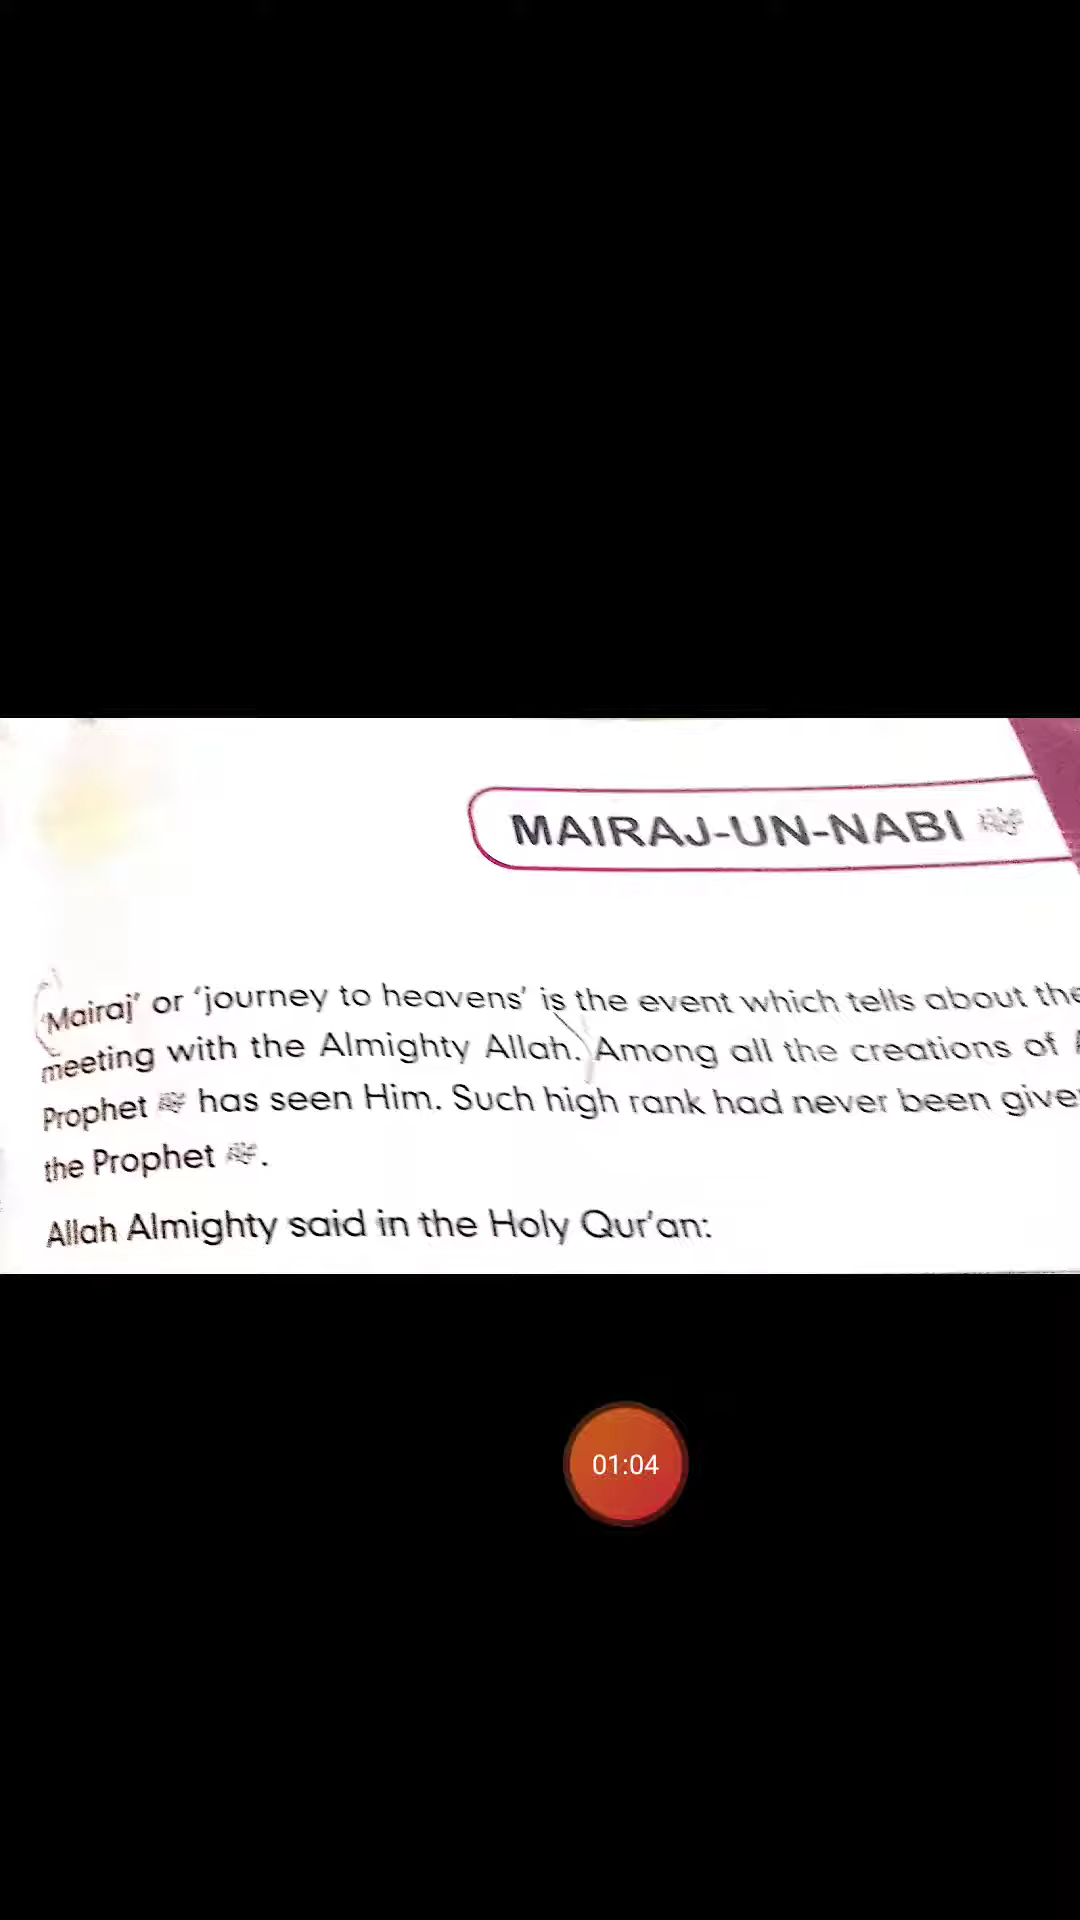 MAIRAJ-UN-NABI ﷺ
'Mairaj' or 'journey to heavens' is the event which tells about the
meeting with the Almighty Allah. Among all the creations of
Prophet ﷺ has seen Him. Such high rank had never been
the Prophet ﷺ.
Allah Almighty said in the Holy Qur'an:
01:04